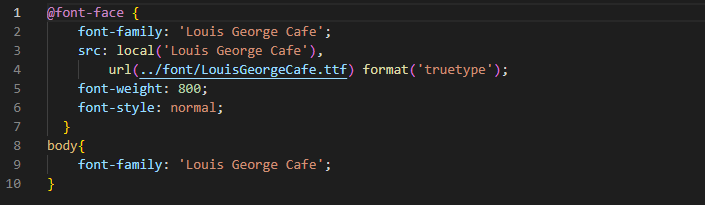 1 @font-face {
2 font-family: 'Louis George Cafe';
3 src: local('Louis George Cafe'),
4 url(../font/LouisGeorgeCafe.ttf) format('truetype');
5 font-weight: 800;
6 font-style: normal;
7 }
8 body{
9 font-family: 'Louis George Cafe';
10 }